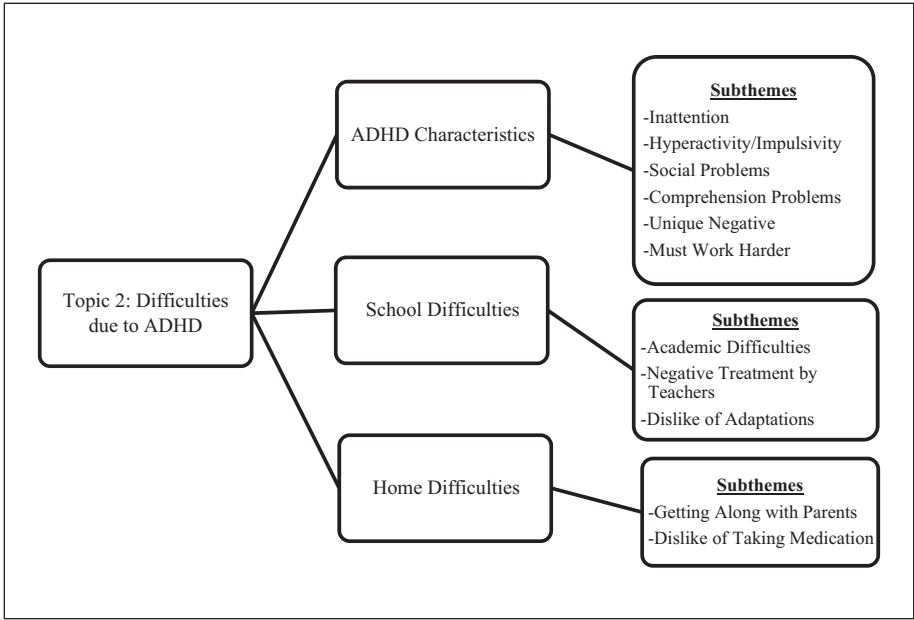 Topic 2: Difficulties
due to ADHD
ADHD Characteristics
Subthemes
-Inattention
-Hyperactivity/Impulsivity
-Social Problems
-Comprehension Problems
-Unique Negative
-Must Work Harder
School Difficulties
Subthemes
-Academic Difficulties
-Negative Treatment by
Teachers
-Dislike of Adaptations
Home Difficulties
Subthemes
-Getting Along with Parents
-Dislike of Taking Medication